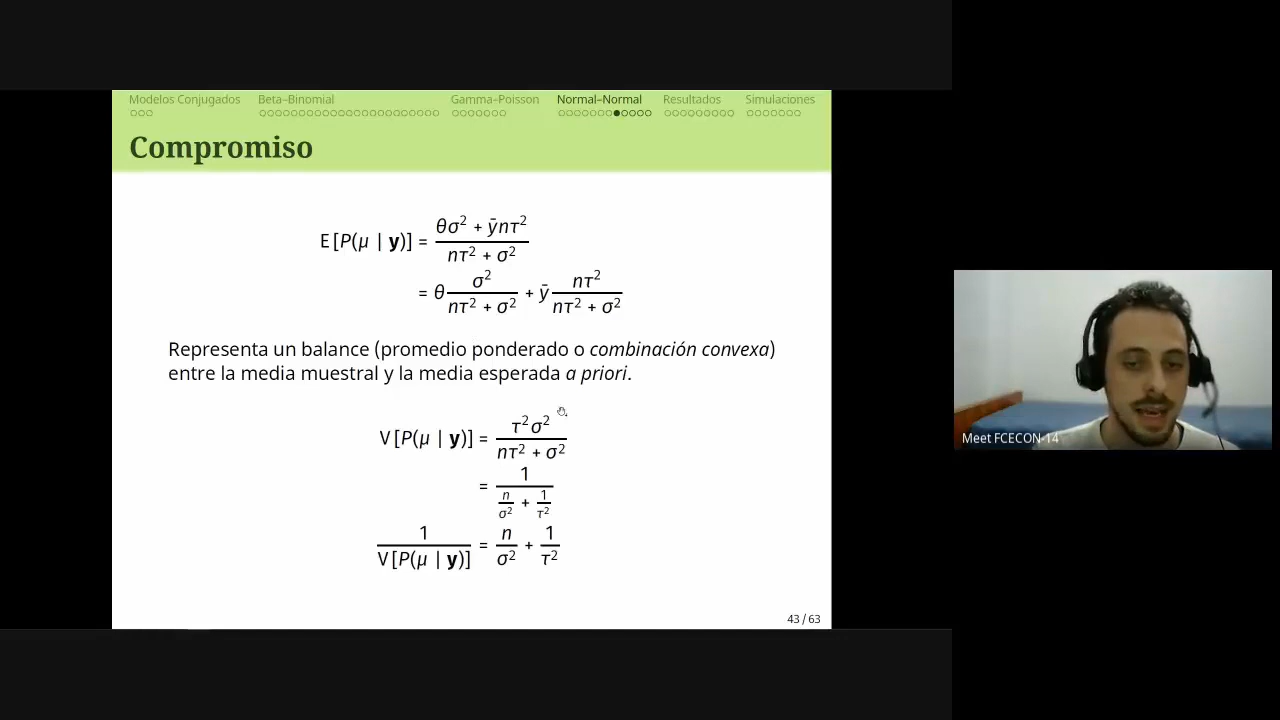 Modelos Conjugados Beta–Binomial Gamma–Poisson Normal–Normal Resultados Simulaciones
Compromiso
E [P(μ | y)] = (θσ² + ȳnτ²) / (nτ² + σ²)
= θ σ² / (nτ² + σ²) + ȳ nτ² / (nτ² + σ²)
Representa un balance (promedio ponderado o combinación convexa)
entre la media muestral y la media esperada a priori.
V [P(μ | y)] = τ²σ² / (nτ² + σ²)
= 1 / (n/σ² + 1/τ²)
1 / V [P(μ | y)] = n/σ² + 1/τ²
43 / 63
Meet FCECON-14